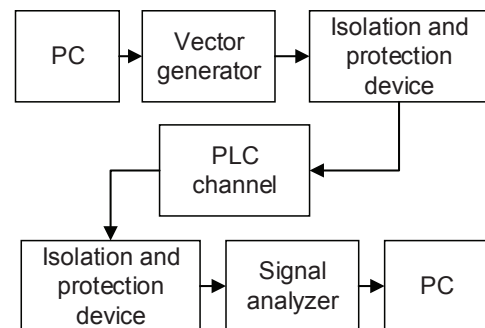 PC
Vector
generator
Isolation and
protection
device
PLC
channel
Isolation and
protection
device
Signal
analyzer
PC